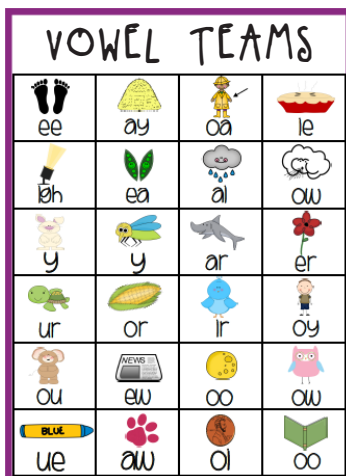 VOWEL TEAMS
ee ay oa ie
igh ea ai ow
y y ar er
ur or ir oy
NEWS
ou ew oo ow
BLUE
ue aw oi oo